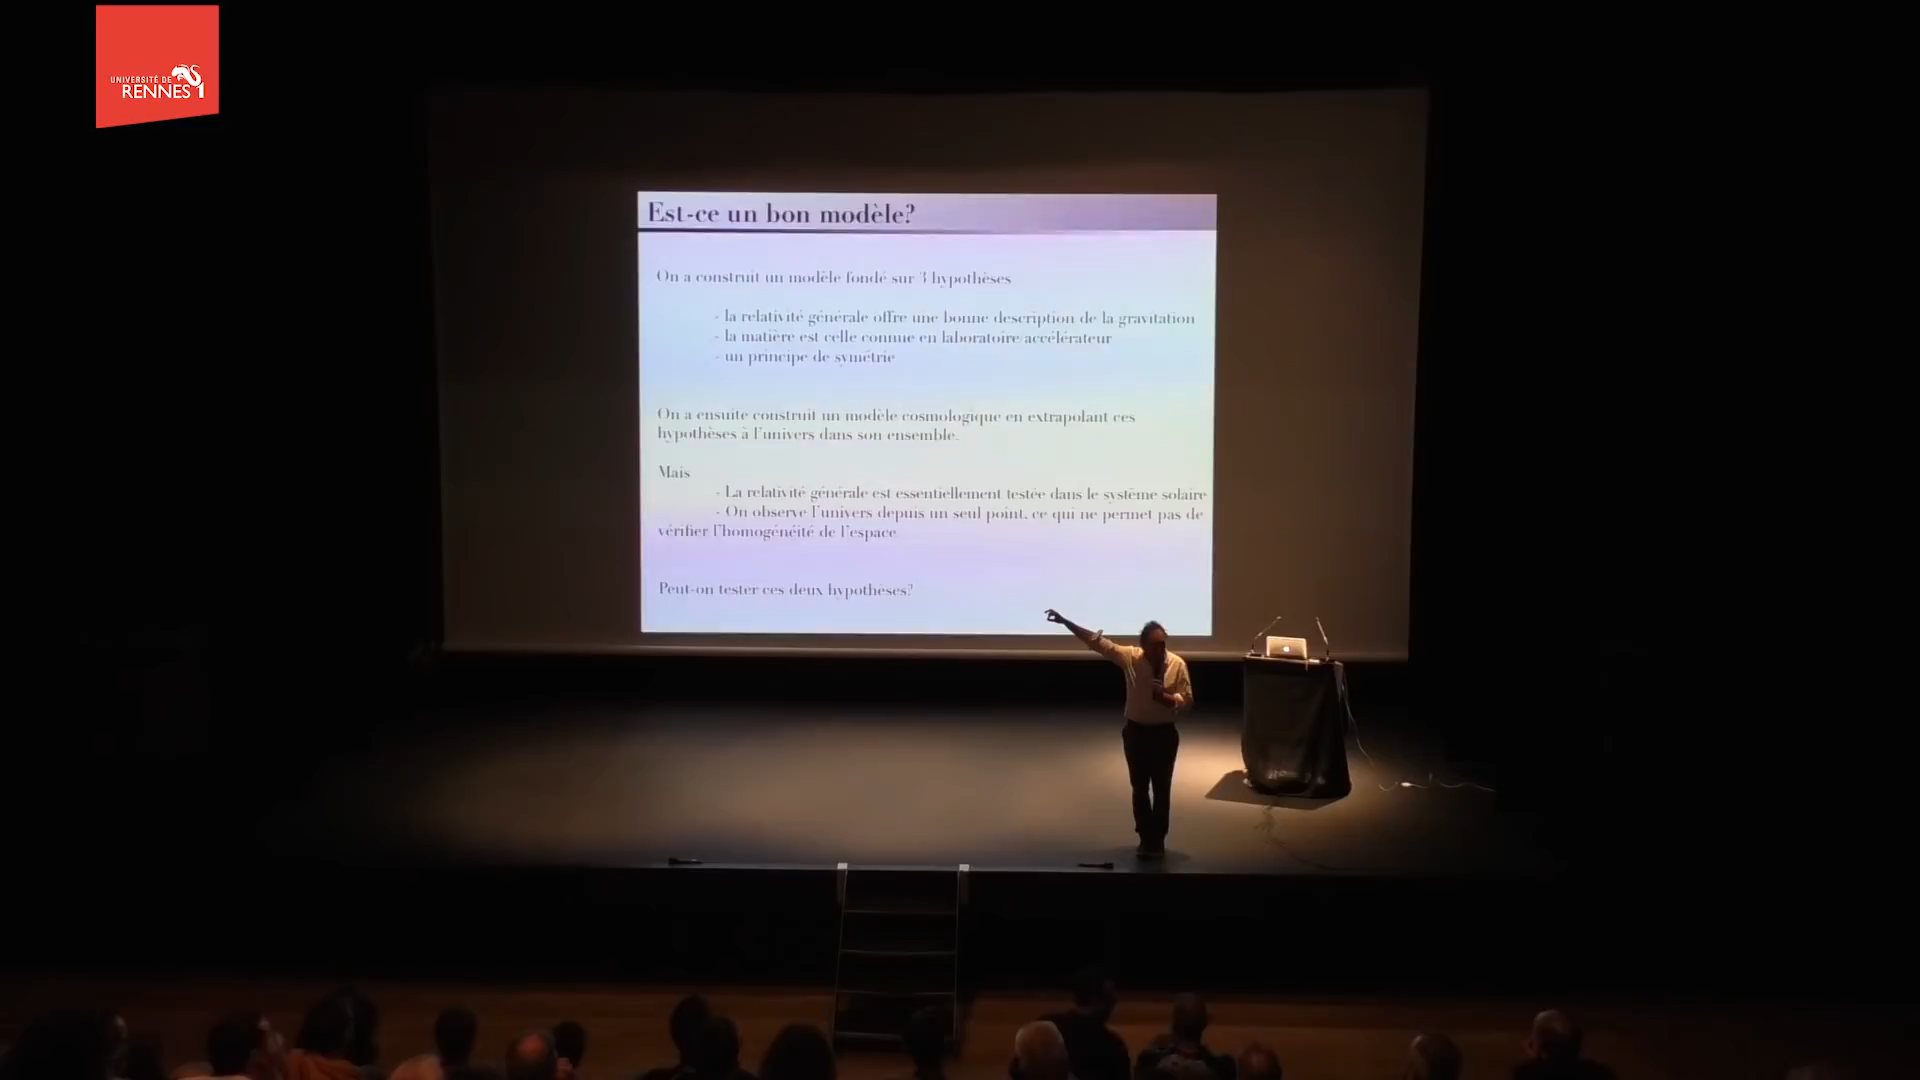 UNIVERSITÉ DE
RENNES 1
Est-ce un bon modèle?
On a construit un modèle fondé sur 3 hypothèses
- la relativité générale offre une bonne description de la gravitation
- la matière est celle connue en laboratoire accélérateur
- un principe de symétrie
On a ensuite construit un modèle cosmologique en extrapolant ces
hypothèses à l'univers dans son ensemble.
Mais
- La relativité générale est essentiellement testée dans le système solaire
- On observe l'univers depuis un seul point, ce qui ne permet pas de
vérifier l'homogénéité de l'espace
Peut-on tester ces deux hypothèses?